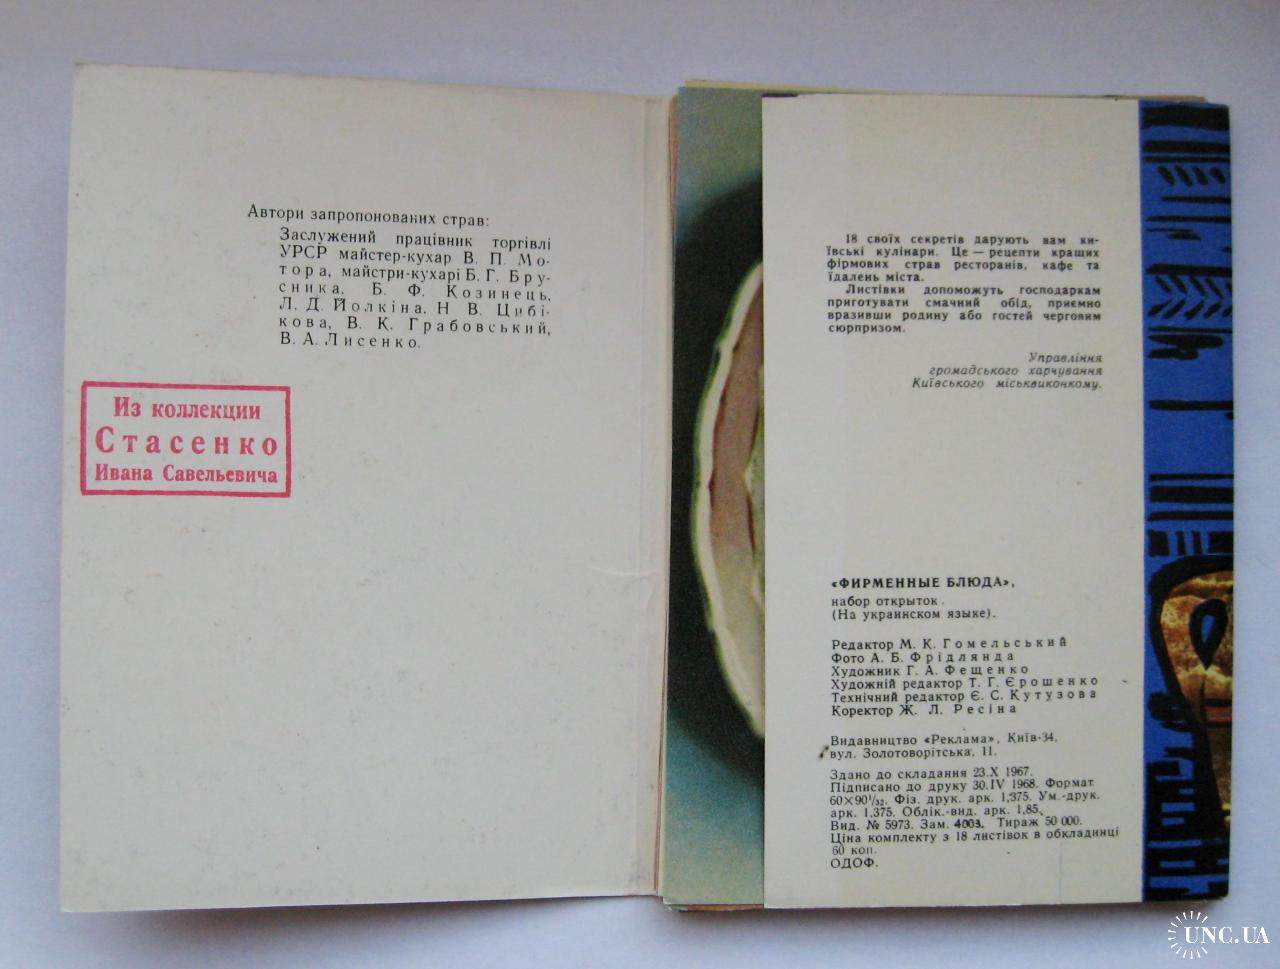 Автори запропонованих страв:
Заслужений працівник торгівлі
УРСР майстер-кухар В. П. Мо-
тора, майстри-кухарі Б. Г. Бру-
сника, Б. Ф. Козинець,
Л. Д. Йолкіна, Н. В. Цибі-
кова, В. К. Грабовський,
В. А. Лисенко.
Из коллекции
Стасенко
Ивана Савельевича
18 своїх секретів дарують вам ки-
ївські кулінари. Це — рецепти кращих
фірмових страв ресторанів, кафе та
їдалень міста.
Листівки допоможуть господаркам
приготувати смачний обід, приємно
вразивши родину або гостей черговим
сюрпризом.
Управління
громадського харчування
Київського міськвиконкому.
«ФИРМЕННЫЕ БЛЮДА»,
набор открыток.
(На украинском языке).
Редактор М. К. Гомельський
Фото А. Б. Фрідлянда
Художник Г. А. Фещенко
Художній редактор Т. Г. Єрошенко
Технічний редактор Є. С. Кутузова
Коректор Ж. Л. Ресіна
Видавництво «Реклама», Київ-34,
вул. Золотоворітська, 11.
Здано до складання 23.X 1967.
Підписано до друку 30.IV 1968. Формат
60×90¹/₃₂. Фіз. друк. арк. 1,375. Ум.-друк.
арк. 1,375. Облік.-вид. арк. 1,85.
Вид. № 5973. Зам. 4003. Тираж 50 000.
Ціна комплекту з 18 листівок в обкладинці
60 коп.
ОДОФ.
UNC.UA